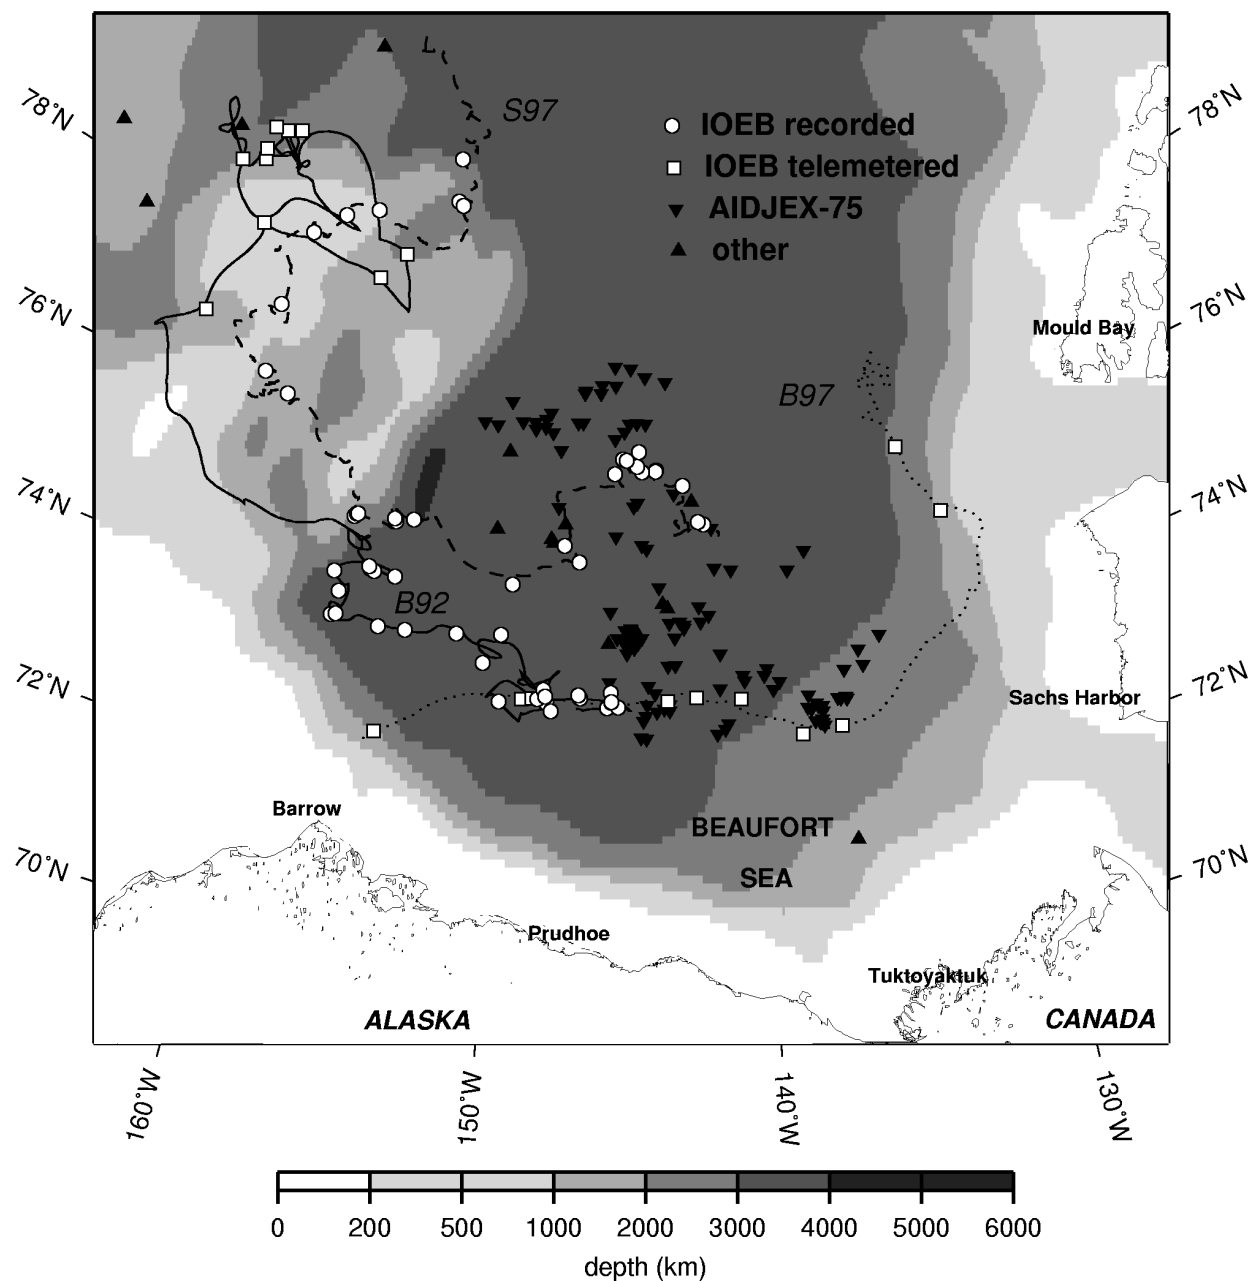 S97
IOEB recorded
IOEB telemetered
AIDJEX-75
other
78°N
78°N
76°N
76°N
Mould Bay
B97
74°N
74°N
B92
72°N
72°N
Sachs Harbor
Barrow
BEAUFORT
SEA
70°N
70°N
Prudhoe
Tuktoyaktuk
ALASKA
CANADA
160°W
150°W
140°W
130°W
0 200 500 1000 2000 3000 4000 5000 6000
depth (km)